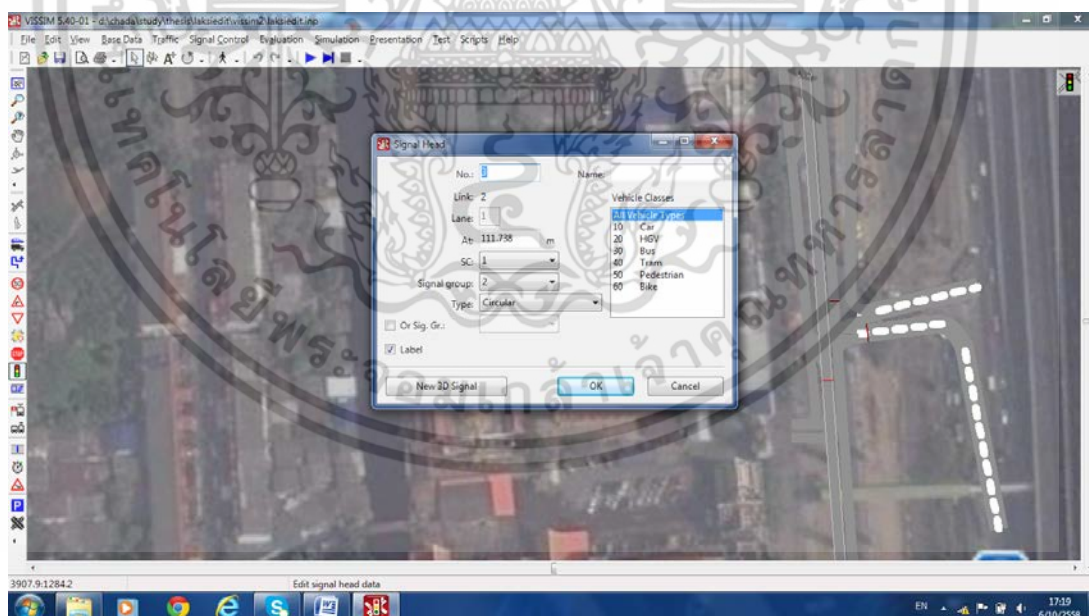 VISSIM 5.40-01 - d:\chada\study\thesis\laksiedit\vissim2\laksiedit.inp
File Edit View Base Data Traffic Signal Control Evaluation Simulation Presentation Test Scripts Help
Signal Head
No.: 3 Name:
Link: 2 Vehicle Classes
Lane: 1 All Vehicle Types
10 Car
At: 111.738 m 20 HGV
30 Bus
SC: 1 40 Tram
50 Pedestrian
Signal group: 2 60 Bike
Type: Circular
Or Sig. Gr.:
Label
New 3D Signal OK Cancel
3907.9:1284.2 Edit signal head data
EN 17:19
6/10/2558